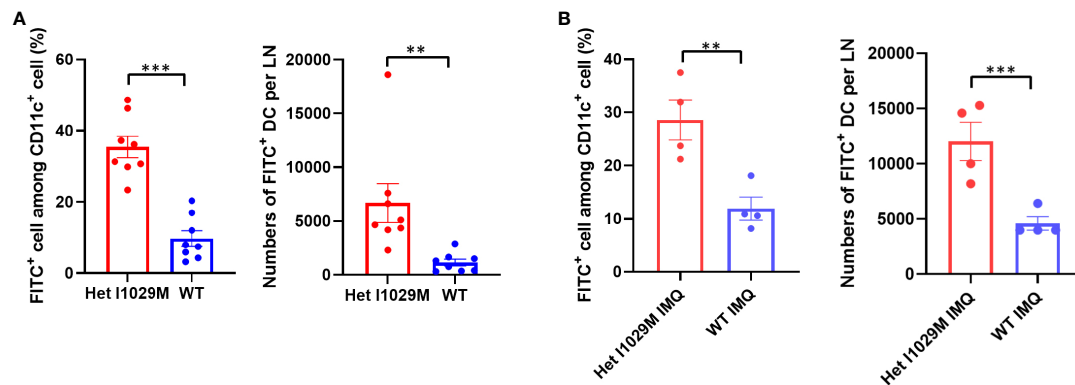 A
FITC+ cell among CD11c+ cell (%)
60
40
20
0
***
Het I1029M
WT
Numbers of FITC+ DC per LN
20000
15000
10000
5000
0
**
Het I1029M
WT
B
FITC+ cell among CD11c+ cell (%)
40
30
20
10
0
**
Het I1029M IMQ
WT IMQ
Numbers of FITC+ DC per LN
20000
15000
10000
5000
0
***
Het I1029M IMQ
WT IMQ